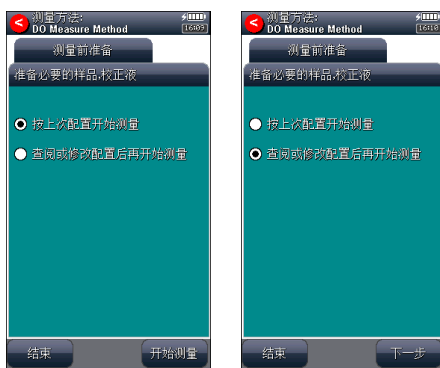 测量方法:
DO Measure Method
16:09
测量前准备
准备必要的样品,校正液
按上次配置开始测量
查阅或修改配置后再开始测量
结束
开始测量
测量方法:
DO Measure Method
16:10
测量前准备
准备必要的样品,校正液
按上次配置开始测量
查阅或修改配置后再开始测量
结束
下一步